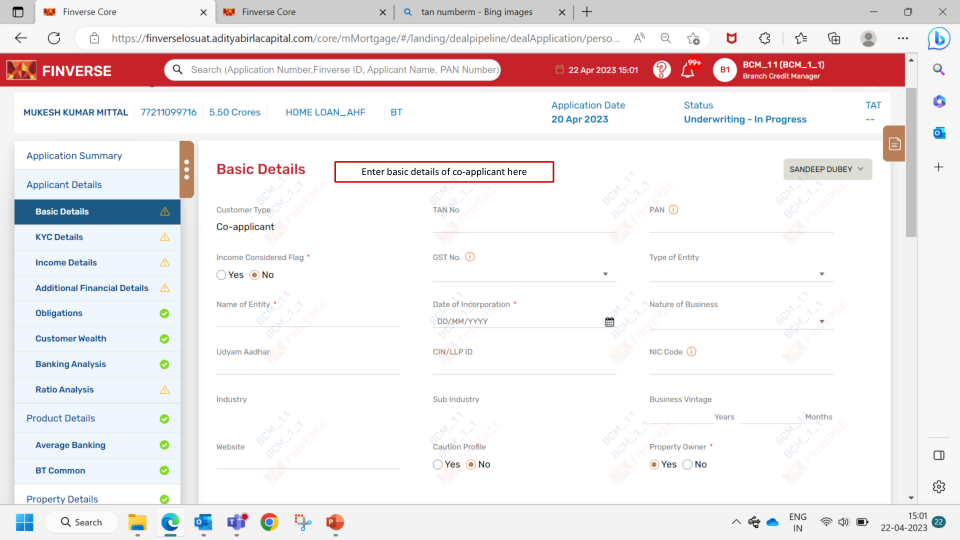 Finverse Core
Finverse Core
tan numberm - Bing images
https://finverselosuat.adityabirlacapital.com/core/mMortgage/#/landing/dealpipeline/dealApplication/perso...
FINVERSE
Search (Application Number,Finverse ID, Applicant Name, PAN Number)
22 Apr 2023 15:01
99+
B1
BCM_1 1 (BCM_1_1)
Branch Credit Manager
MUKESH KUMAR MITTAL
77211099716
5.50 Crores
HOME LOAN_AHF
BT
Application Date
20 Apr 2023
Status
Underwriting - In Progress
TAT
--
Application Summary
Applicant Details
Basic Details
KYC Details
Income Details
Additional Financial Details
Obligations
Customer Wealth
Banking Analysis
Ratio Analysis
Product Details
Average Banking
BT Common
Property Details
Basic Details
Enter basic details of co-applicant here
SANDEEP DUBEY
Customer Type
Co-applicant
TAN No
PAN
Income Considered Flag *
Yes No
GST No.
Type of Entity
Name of Entity *
Date of Incorporation *
DD/MM/YYYY
Nature of Business
Udyam Aadhar
CIN/LLP ID
NIC Code
Industry
Sub Industry
Business Vintage
Years
Months
Website
Caution Profile
Yes No
Property Owner *
Yes No
BCM_1 1
BCM_1_1
FINVERSE
Search
ENG
IN
15:01
22-04-2023
22